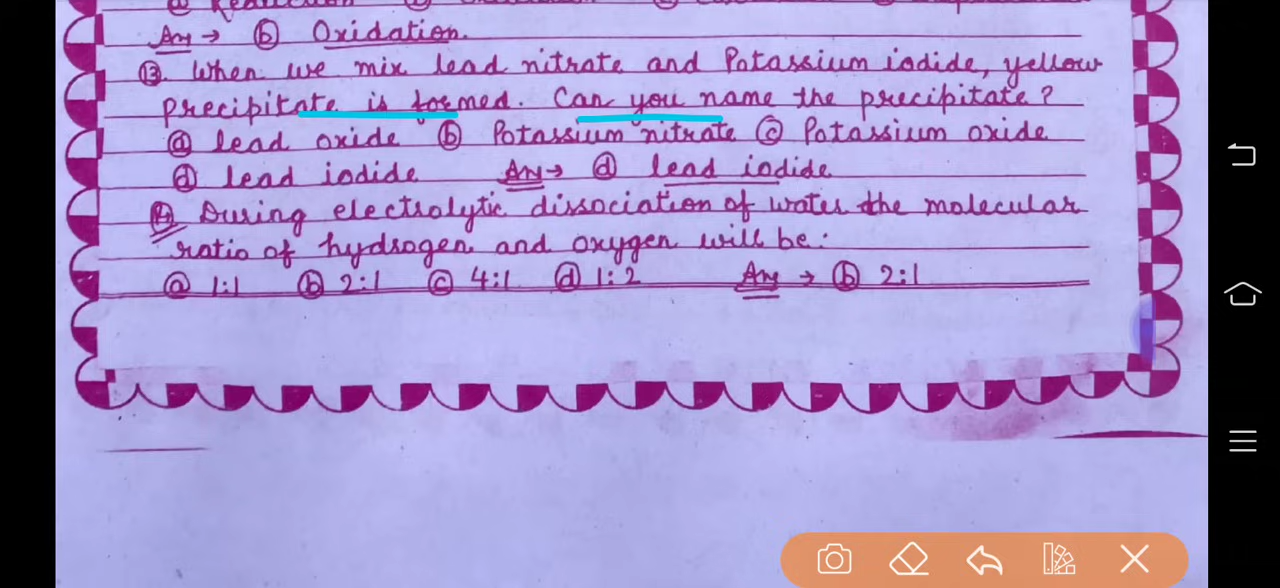 Ans → ⓑ Oxidation.
⑬. When we mix lead nitrate and Potassium iodide, yellow
precipitate is formed. Can you name the precipitate?
ⓐ lead oxide ⓑ Potassium nitrate ⓒ Potassium oxide
ⓓ lead iodide Ans → ⓓ lead iodide
⑭ During electrolytic dissociation of water the molecular
ratio of hydrogen and oxygen will be:
ⓐ 1:1 ⓑ 2:1 ⓒ 4:1 ⓓ 1:2 Ans → ⓑ 2:1